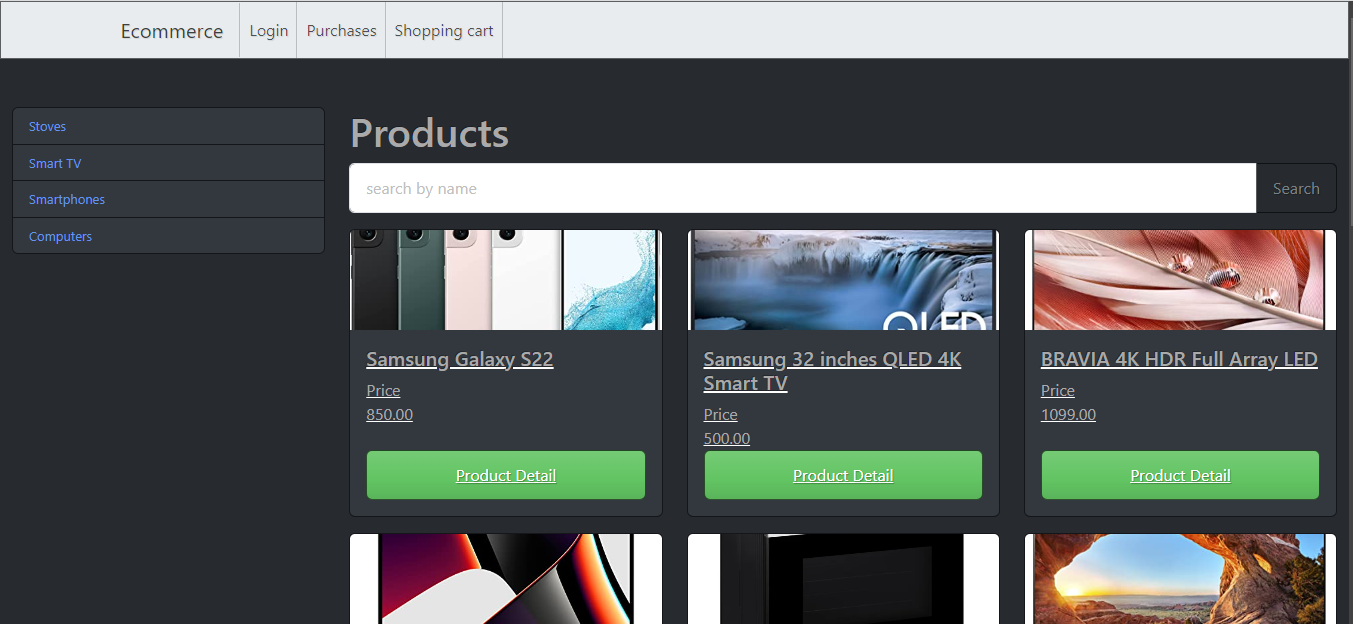 Ecommerce
Login
Purchases
Shopping cart
Stoves
Smart TV
Smartphones
Computers
Products
search by name
Search
QLED
Samsung Galaxy S22
Price
850.00
Product Detail
Samsung 32 inches QLED 4K
Smart TV
Price
500.00
Product Detail
BRAVIA 4K HDR Full Array LED
Price
1099.00
Product Detail